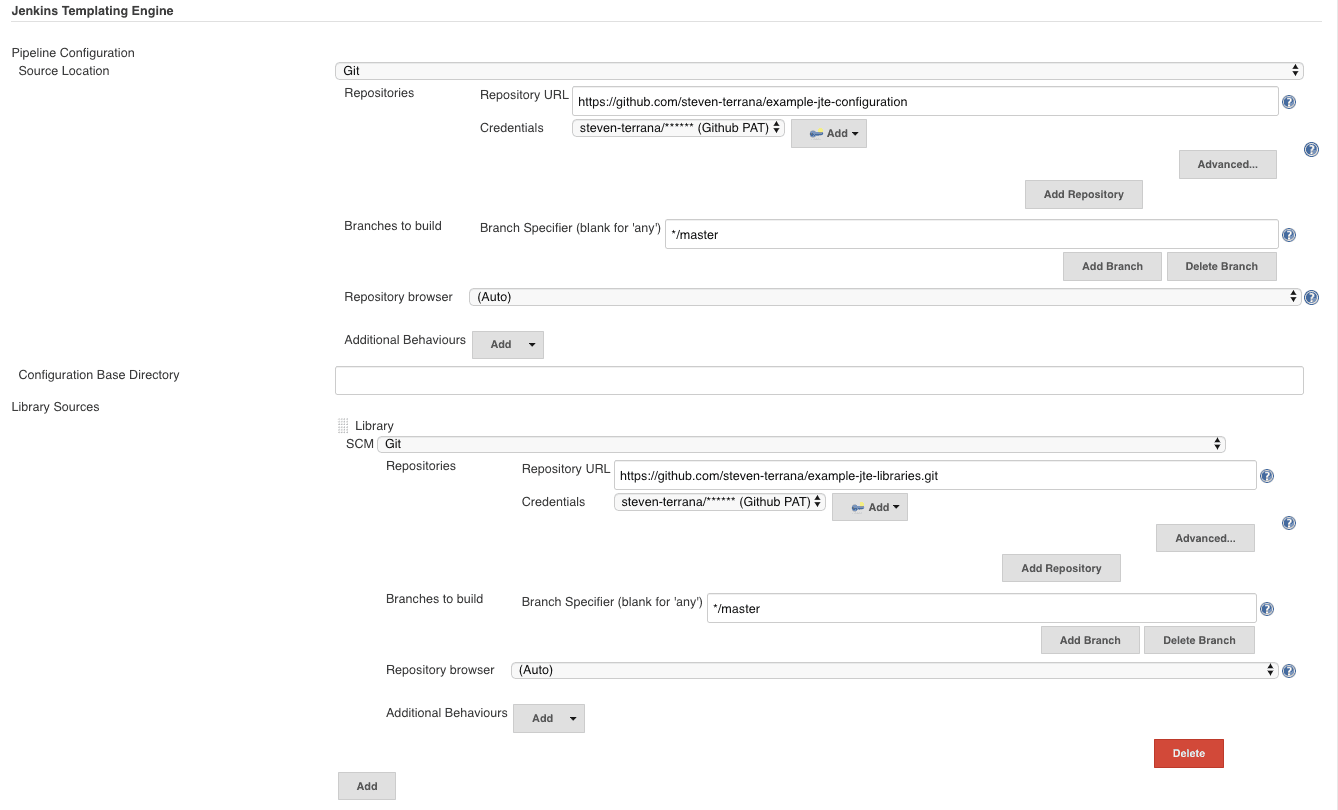 Jenkins Templating Engine
Pipeline Configuration
Source Location
Git
Repositories
Repository URL
https://github.com/steven-terrana/example-jte-configuration
Credentials
steven-terrana/****** (Github PAT)
Add
Advanced...
Add Repository
Branches to build
Branch Specifier (blank for 'any')
*/master
Add Branch
Delete Branch
Repository browser
(Auto)
Additional Behaviours
Add
Configuration Base Directory
Library Sources
Library
SCM
Git
Repositories
Repository URL
https://github.com/steven-terrana/example-jte-libraries.git
Credentials
steven-terrana/****** (Github PAT)
Add
Advanced...
Add Repository
Branches to build
Branch Specifier (blank for 'any')
*/master
Add Branch
Delete Branch
Repository browser
(Auto)
Additional Behaviours
Add
Delete
Add